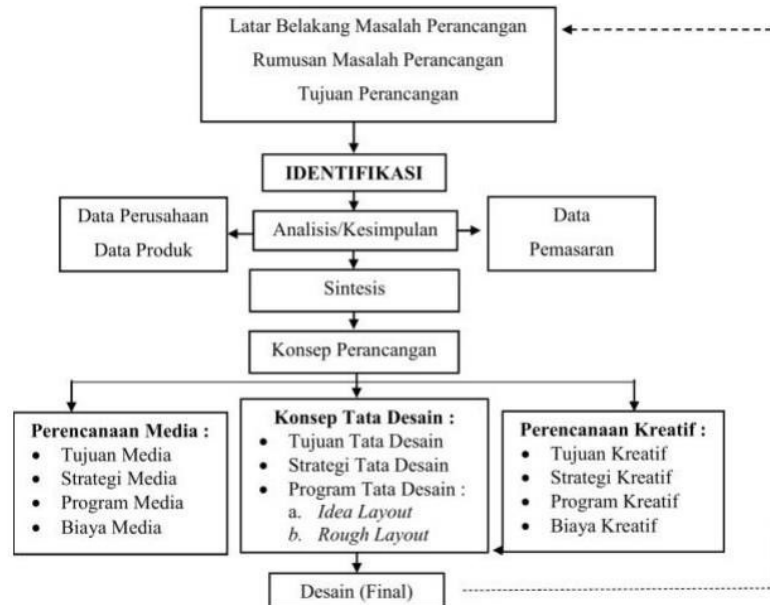 Latar Belakang Masalah Perancangan
Rumusan Masalah Perancangan
Tujuan Perancangan
IDENTIFIKASI
Data Perusahaan
Data Produk
Analisis/Kesimpulan
Data
Pemasaran
Sintesis
Konsep Perancangan
Perencanaan Media :
• Tujuan Media
• Strategi Media
• Program Media
• Biaya Media
Konsep Tata Desain :
• Tujuan Tata Desain
• Strategi Tata Desain
• Program Tata Desain :
a. Idea Layout
b. Rough Layout
Perencanaan Kreatif :
• Tujuan Kreatif
• Strategi Kreatif
• Program Kreatif
• Biaya Kreatif
Desain (Final)